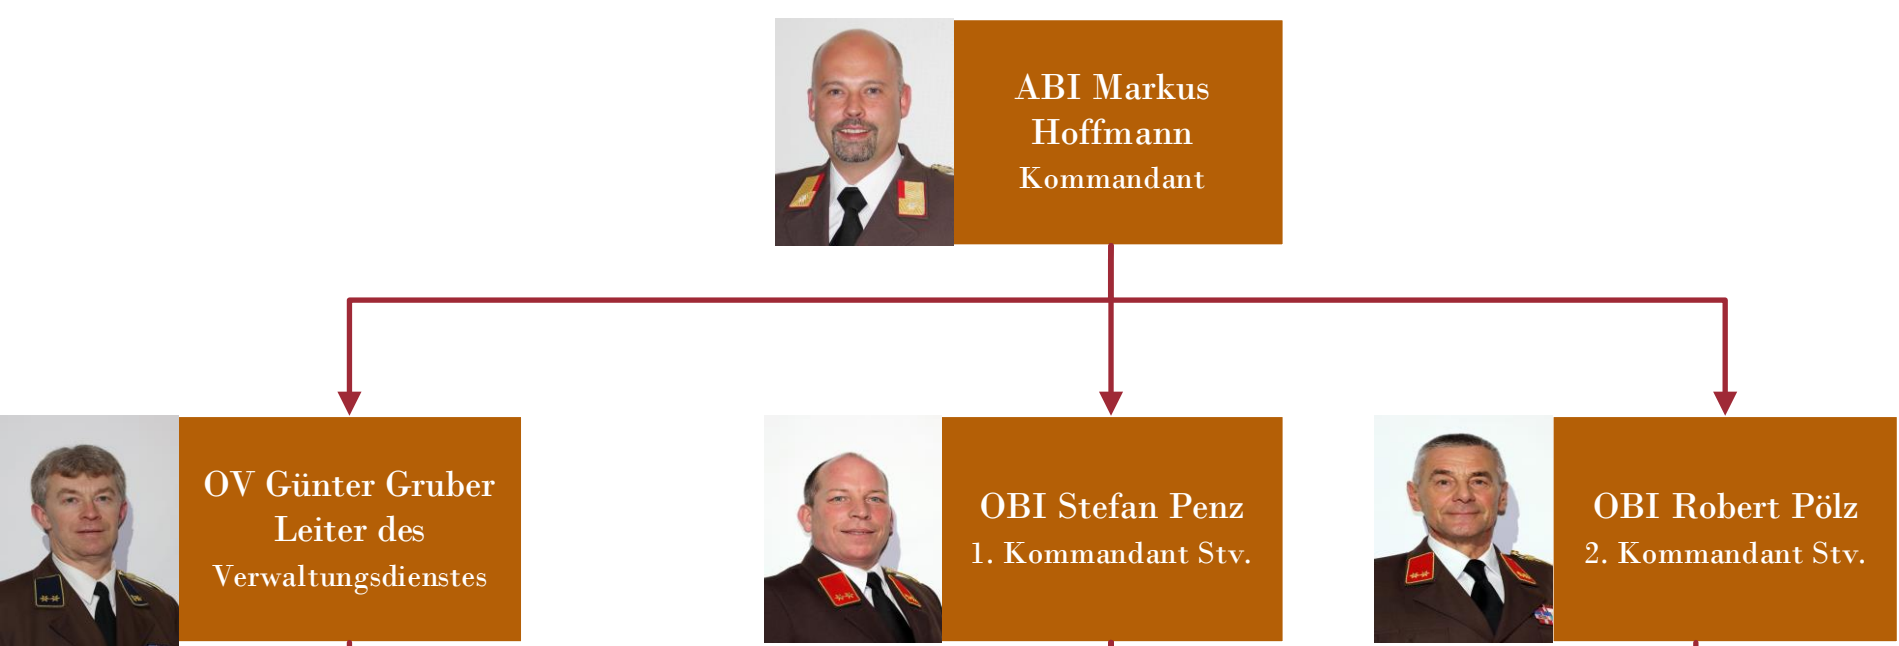 ABI Markus
Hoffmann
Kommandant
OV Günter Gruber
Leiter des
Verwaltungsdienstes
OBI Stefan Penz
1. Kommandant Stv.
OBI Robert Pölz
2. Kommandant Stv.